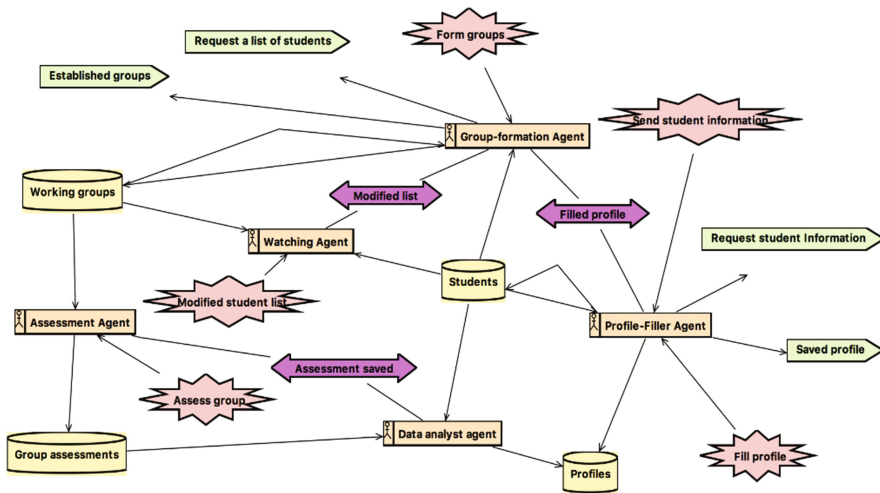 Form groups
Request a list of students
Established groups
Send student information
Group-formation Agent
Working groups
Modified list
Filled profile
Watching Agent
Request student Information
Students
Modified student list
Assessment Agent
Profile-Filler Agent
Saved profile
Assessment saved
Assess group
Data analyst agent
Group assessments
Fill profile
Profiles